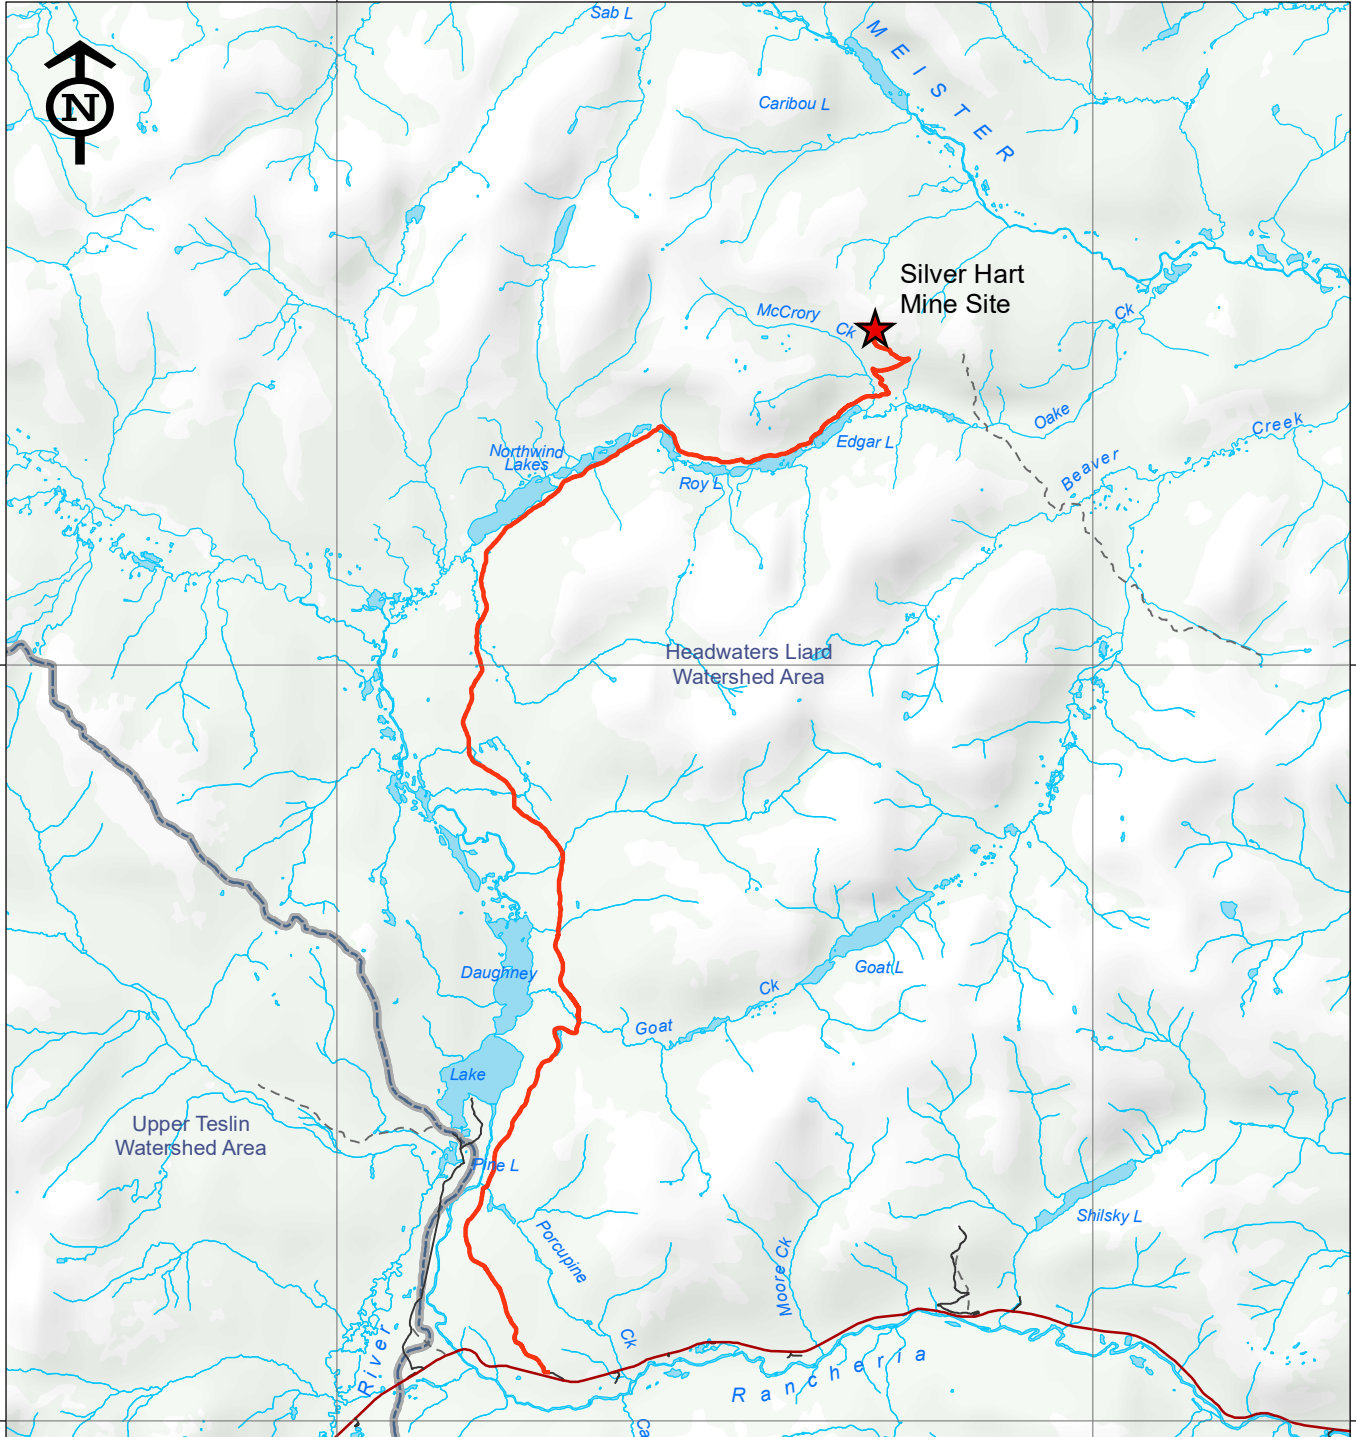 Sab L
MEISTER
N
Caribou L
Silver Hart
Mine Site
McCrory
Ck
Ck
Oake
Creek
Beaver
Edgar L
Northwind
Lakes
Roy L
Headwaters Liard
Watershed Area
Daughney
Goat L
Ck
Goat
Lake
Upper Teslin
Watershed Area
Pine L
Shilsky L
Porcupine
Moore Ck
Ck
River
Rancheria
Ca